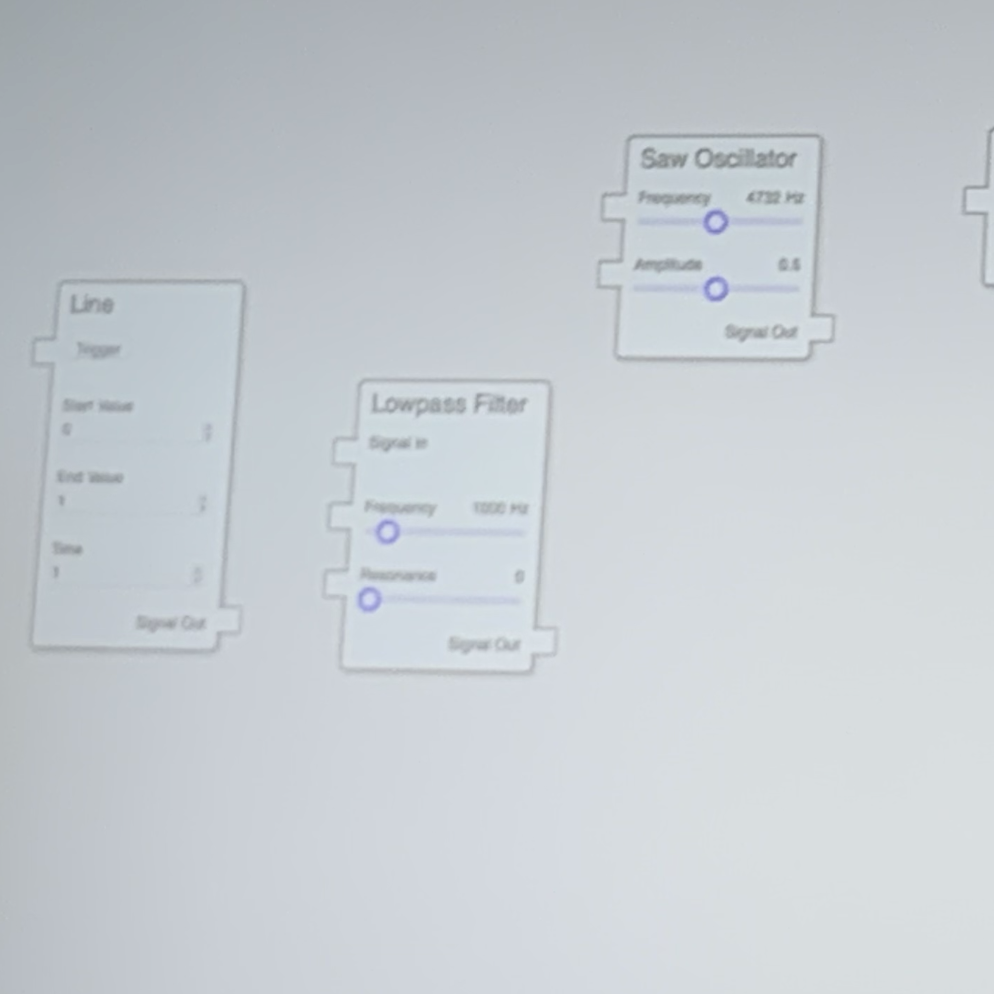 Saw Oscillator
Frequency 4732 Hz
Amplitude 0.5
Signal Out
Line
Trigger
Start Value
0
End Value
1
Time
1
Signal Out
Lowpass Filter
Signal In
Frequency 1000 Hz
Resonance 0
Signal Out